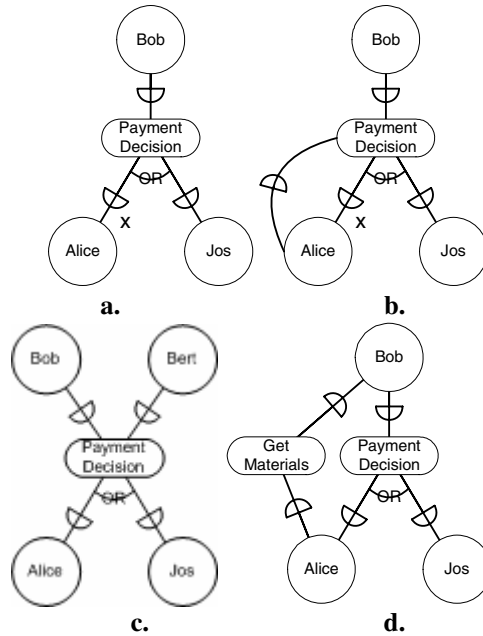 Bob
Payment
Decision
OR
X
Alice
Jos
a.
Bob
Payment
Decision
OR
X
Alice
Jos
b.
Bob
Bert
Payment
Decision
OR
Alice
Jos
c.
Bob
Get
Materials
Payment
Decision
OR
Alice
Jos
d.